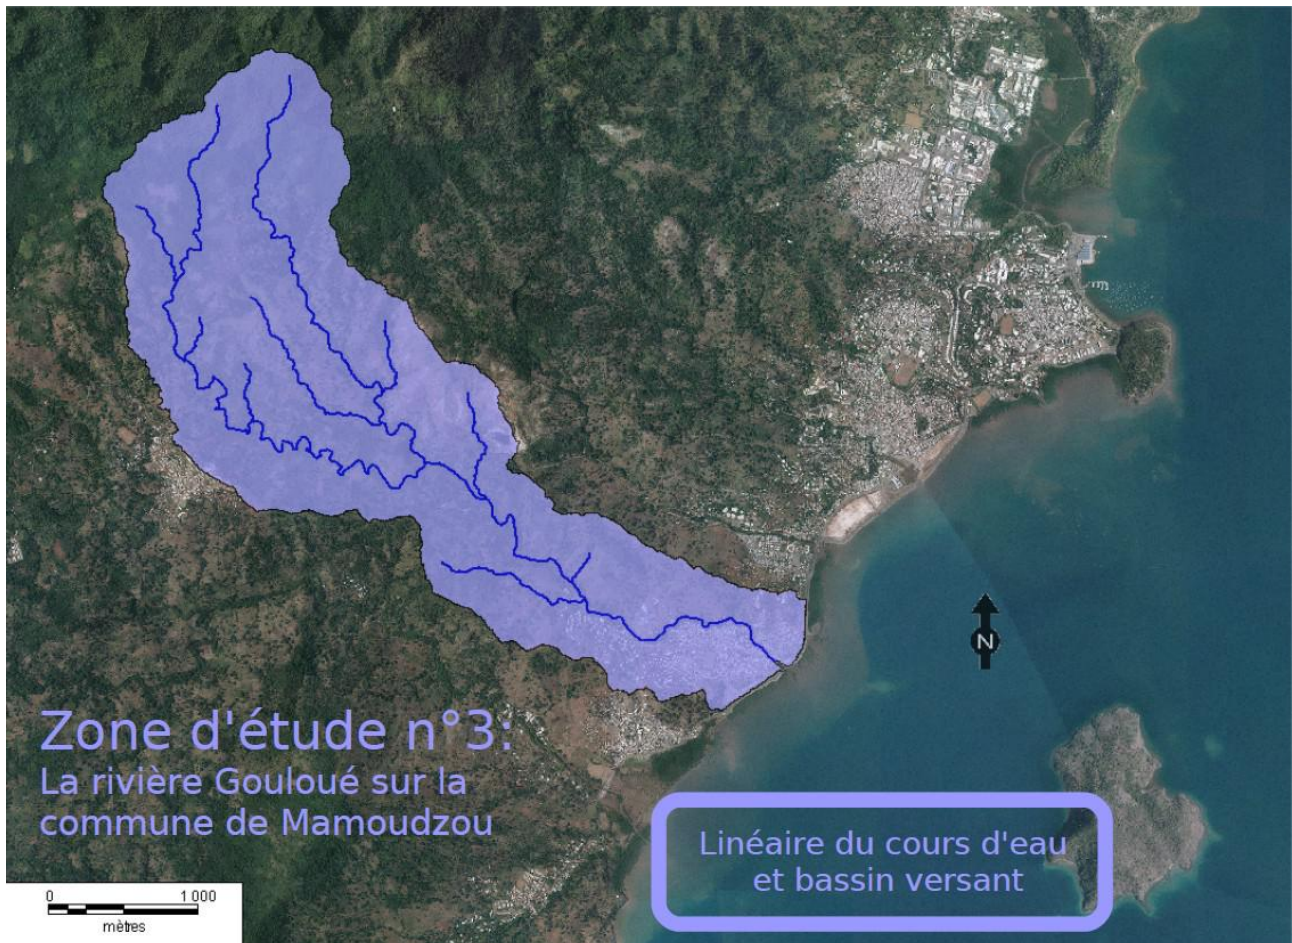 N
Zone d'étude n°3:
La rivière Gouloué sur la
commune de Mamoudzou
Linéaire du cours d'eau
et bassin versant
0 1 000
mètres